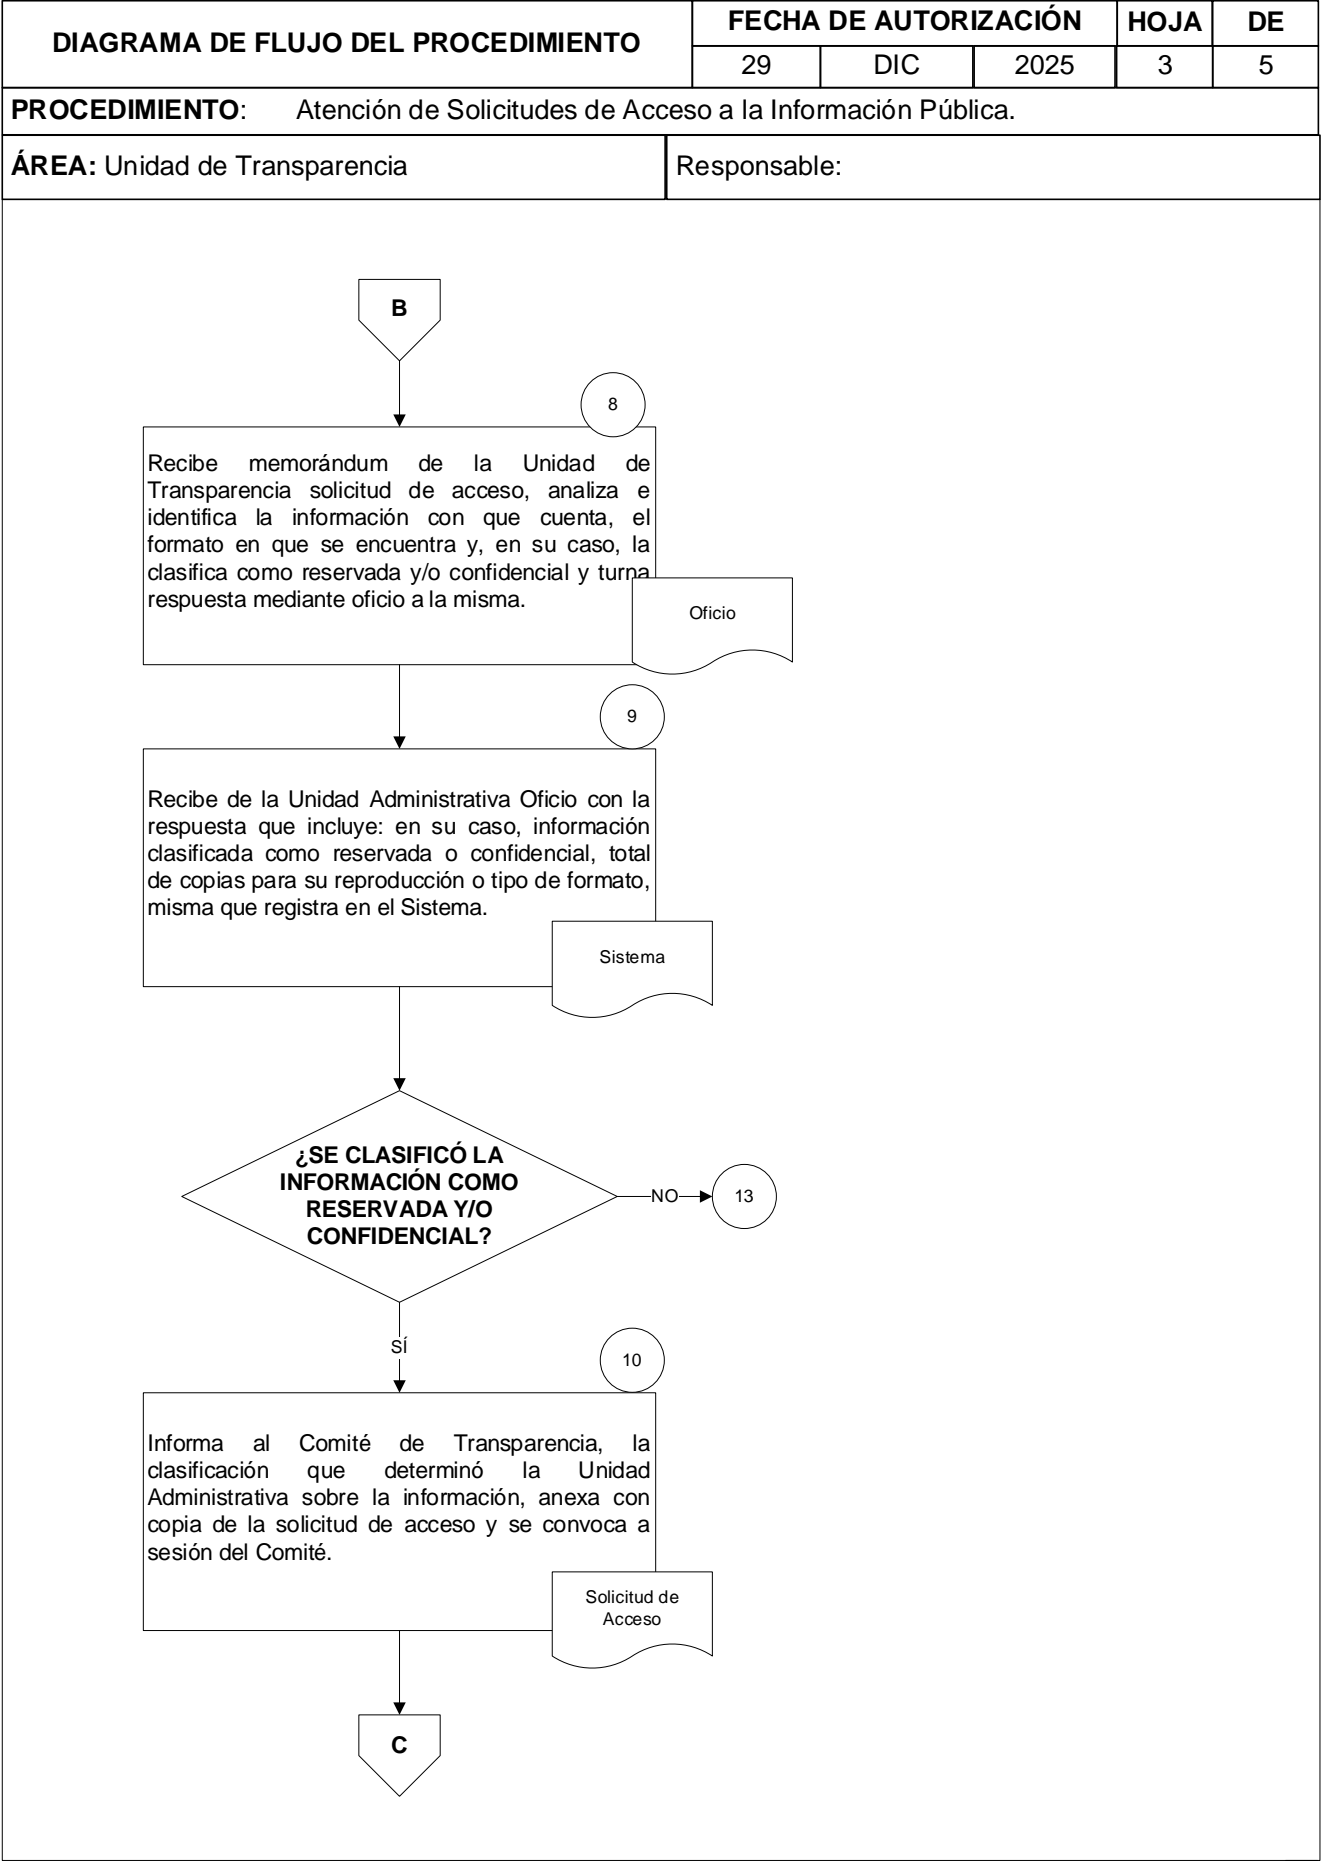 DIAGRAMA DE FLUJO DEL PROCEDIMIENTO
FECHA DE AUTORIZACIÓN
HOJA
DE
29
DIC
2025
3
5
PROCEDIMIENTO: Atención de Solicitudes de Acceso a la Información Pública.
ÁREA: Unidad de Transparencia
Responsable:
B
8
Recibe memorándum de la Unidad de
Transparencia solicitud de acceso, analiza e
identifica la información con que cuenta, el
formato en que se encuentra y, en su caso, la
clasifica como reservada y/o confidencial y turna
respuesta mediante oficio a la misma.
Oficio
9
Recibe de la Unidad Administrativa Oficio con la
respuesta que incluye: en su caso, información
clasificada como reservada o confidencial, total
de copias para su reproducción o tipo de formato,
misma que registra en el Sistema.
Sistema
¿SE CLASIFICÓ LA
INFORMACIÓN COMO
RESERVADA Y/O
CONFIDENCIAL?
NO
13
SÍ
10
Informa al Comité de Transparencia, la
clasificación que determinó la Unidad
Administrativa sobre la información, anexa con
copia de la solicitud de acceso y se convoca a
sesión del Comité.
Solicitud de
Acceso
C